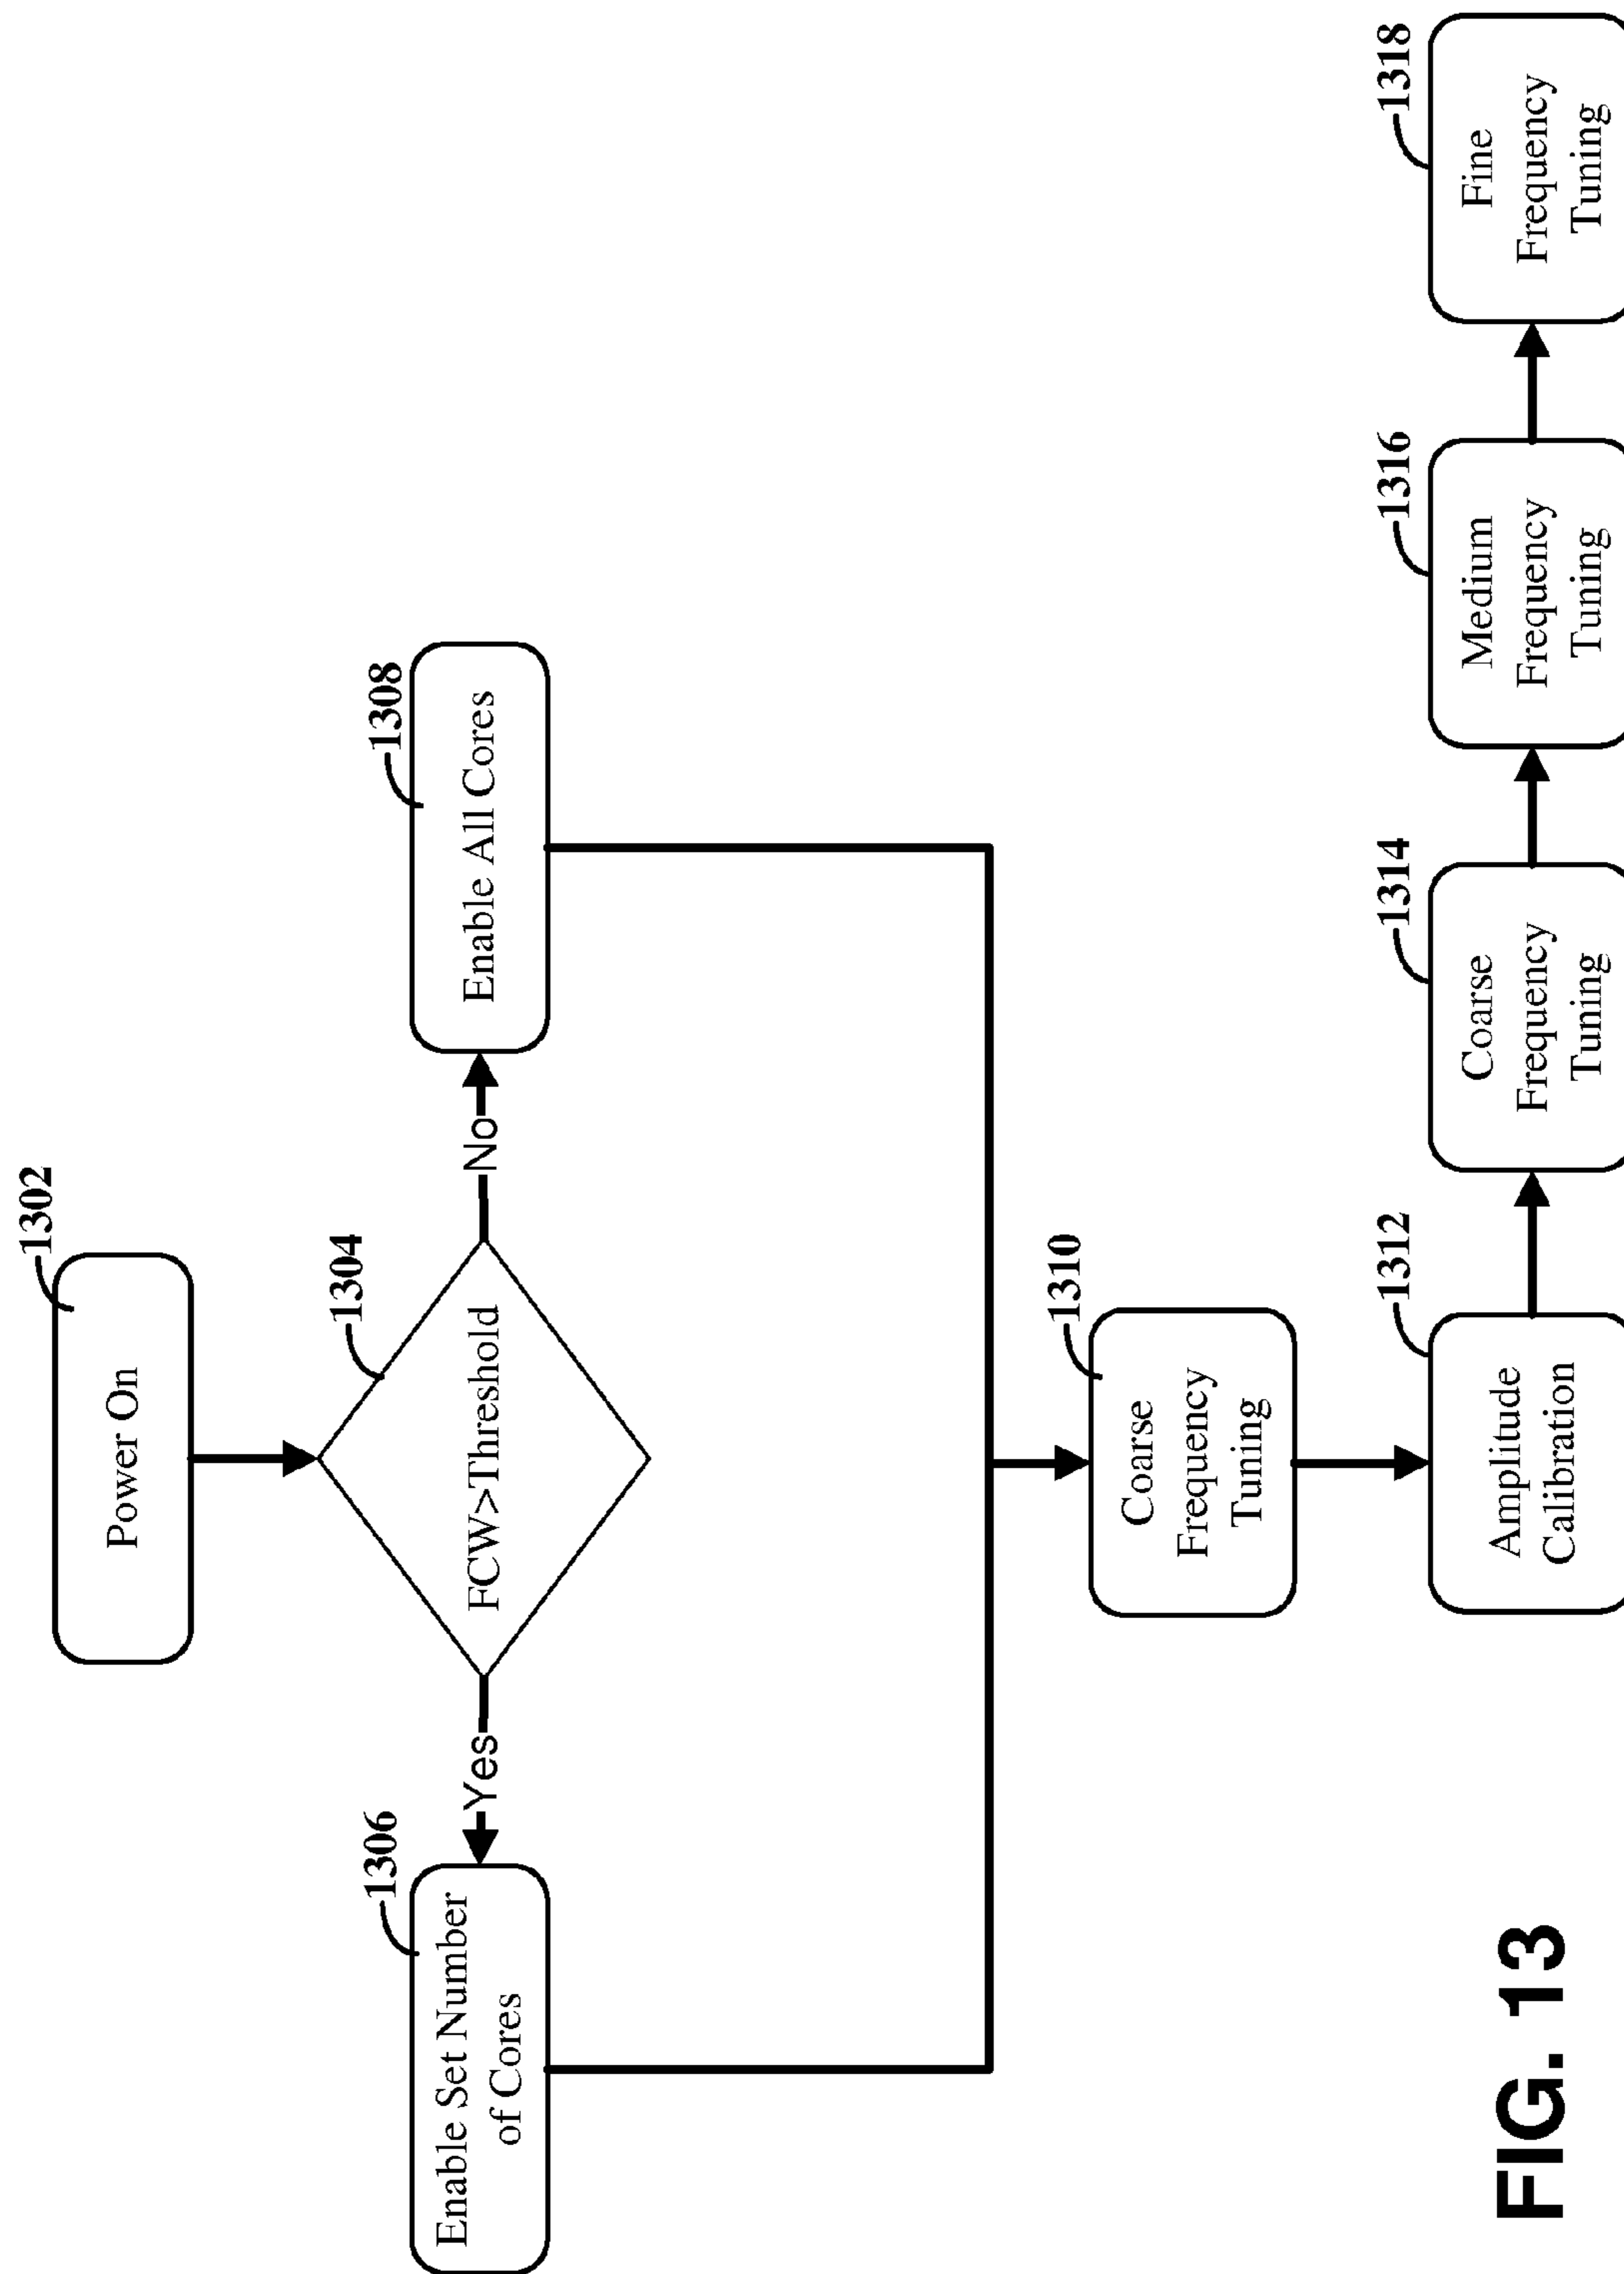 1302
Power On
1304
FCW>Threshold
Yes
No
1306
Enable Set Number
of Cores
1308
Enable All Cores
1310
Coarse
Frequency
Tuning
1312
Amplitude
Calibration
1314
Coarse
Frequency
Tuning
1316
Medium
Frequency
Tuning
1318
Fine
Frequency
Tuning
FIG. 13